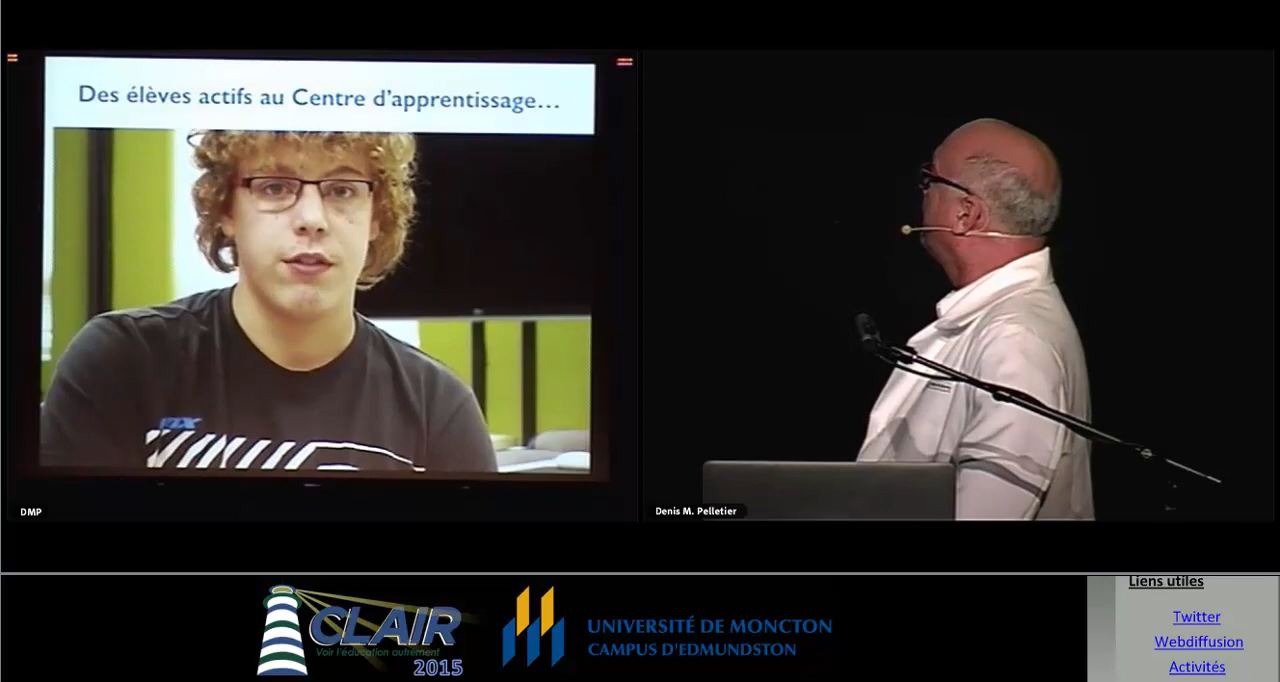 Des élèves actifs au Centre d'apprentissage...
FOX
DMP
Denis M. Pelletier
CLAIR
Voir l'éducation autrement
2015
UNIVERSITÉ DE MONCTON
CAMPUS D'EDMUNDSTON
Liens utiles
Twitter
Webdiffusion
Activités